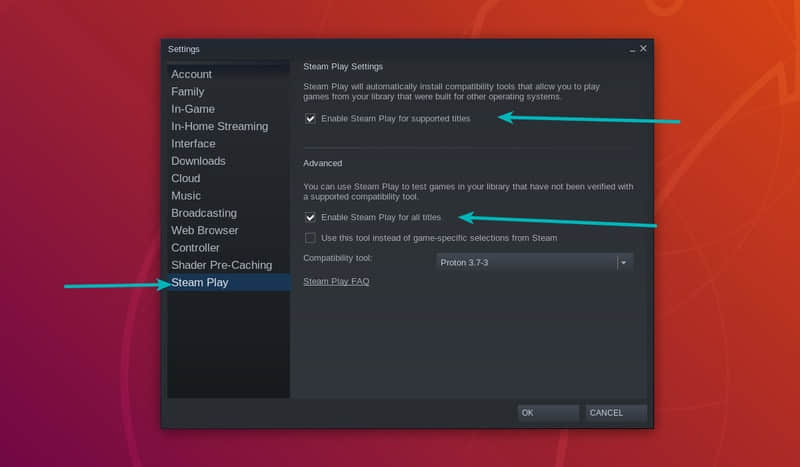 Settings
Account
Family
In-Game
In-Home Streaming
Interface
Downloads
Cloud
Music
Broadcasting
Web Browser
Controller
Shader Pre-Caching
Steam Play
Steam Play Settings
Steam Play will automatically install compatibility tools that allow you to play
games from your library that were built for other operating systems.
Enable Steam Play for supported titles
Advanced
You can use Steam Play to test games in your library that have not been verified with
a supported compatibility tool.
Enable Steam Play for all titles
Use this tool instead of game-specific selections from Steam
Compatibility tool:
Proton 3.7-3
Steam Play FAQ
OK
CANCEL